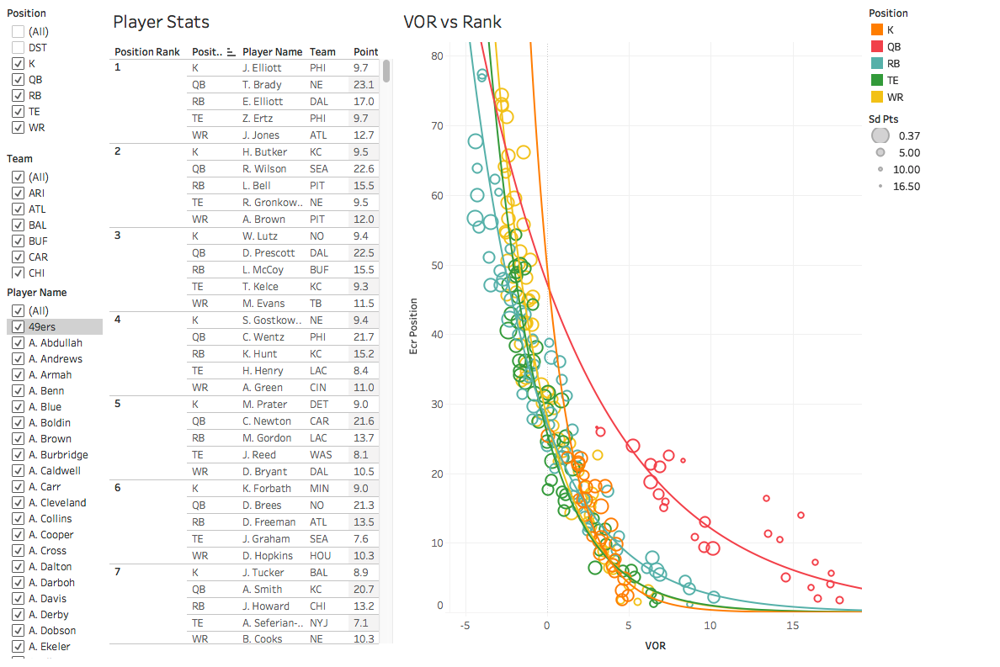 Position
(All)
DST
K
QB
RB
TE
WR
Team
(All)
ARI
ATL
BAL
BUF
CAR
CHI
Player Name
(All)
49ers
A. Abdullah
A. Andrews
A. Armah
A. Benn
A. Blue
A. Boldin
A. Brown
A. Burbridge
A. Caldwell
A. Carr
A. Cleveland
A. Collins
A. Cooper
A. Cross
A. Dalton
A. Darboh
A. Davis
A. Derby
A. Dobson
A. Ekeler
Player Stats
Position Rank Posit.. Player Name Team Point
1 K J. Elliott PHI 9.7
QB T. Brady NE 23.1
RB E. Elliott DAL 17.0
TE Z. Ertz PHI 9.7
WR J. Jones ATL 12.7
2 K H. Butker KC 9.5
QB R. Wilson SEA 22.6
RB L. Bell PIT 15.5
TE R. Gronkow.. NE 9.5
WR A. Brown PIT 12.0
3 K W. Lutz NO 9.4
QB D. Prescott DAL 22.5
RB L. McCoy BUF 15.5
TE T. Kelce KC 9.3
WR M. Evans TB 11.5
4 K S. Gostkow.. NE 9.4
QB C. Wentz PHI 21.7
RB K. Hunt KC 15.2
TE H. Henry LAC 8.4
WR A. Green CIN 11.0
5 K M. Prater DET 9.0
QB C. Newton CAR 21.6
RB M. Gordon LAC 13.7
TE J. Reed WAS 8.1
WR D. Bryant DAL 10.5
6 K K. Forbath MIN 9.0
QB D. Brees NO 21.3
RB D. Freeman ATL 13.5
TE J. Graham SEA 7.6
WR D. Hopkins HOU 10.3
7 K J. Tucker BAL 8.9
QB A. Smith KC 20.7
RB J. Howard CHI 13.2
TE A. Seferian-.. NYJ 7.1
WR B. Cooks NE 10.3
VOR vs Rank
Ecr Position
80
70
60
50
40
30
20
10
0
-5 0 5 10 15
VOR
Position
K
QB
RB
TE
WR
Sd Pts
0.37
5.00
10.00
16.50